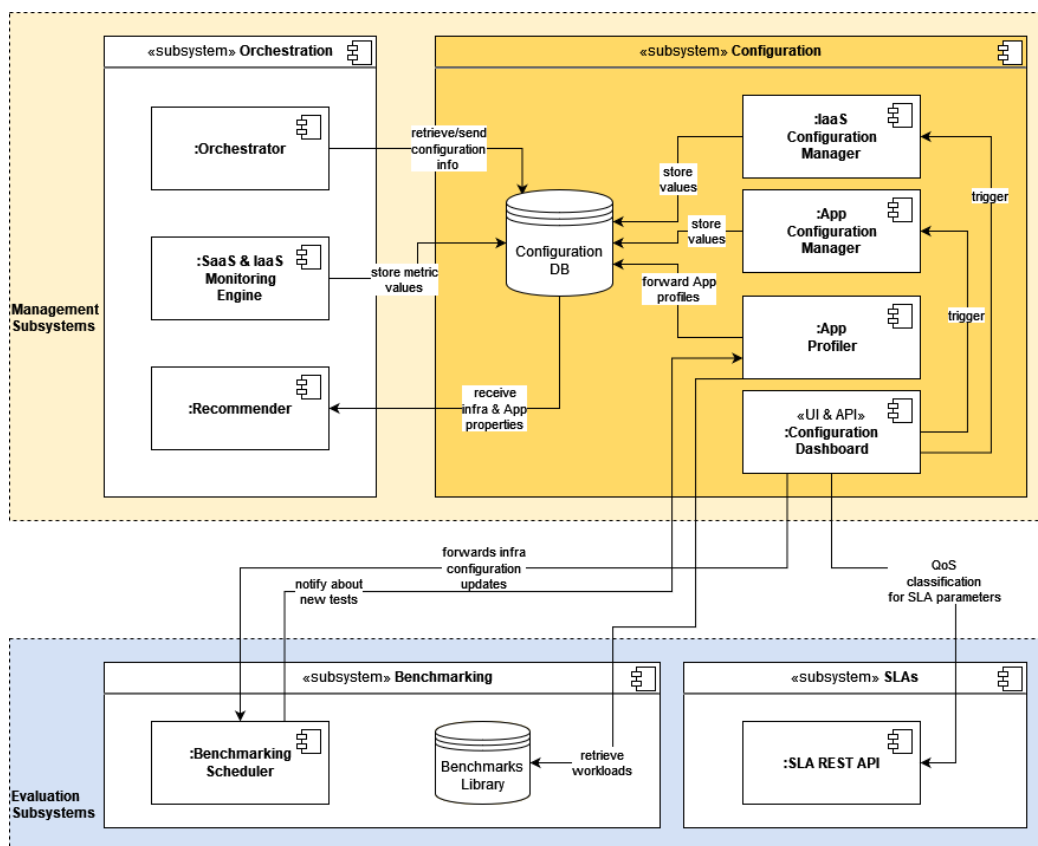 «subsystem» Orchestration
«subsystem» Configuration
:Orchestrator
retrieve/send
configuration
info
:IaaS
Configuration
Manager
store
values
trigger
:App
Configuration
Manager
store
values
Configuration
DB
:SaaS & IaaS
Monitoring
Engine
store metric
values
forward App
profiles
trigger
Management
Subsystems
:App
Profiler
:Recommender
receive
infra & App
properties
«UI & API»
:Configuration
Dashboard
forwards infra
configuration
updates
notify about
new tests
QoS
classification
for SLA parameters
«subsystem» Benchmarking
«subsystem» SLAs
:Benchmarking
Scheduler
Benchmarks
Library
retrieve
workloads
:SLA REST API
Evaluation
Subsystems